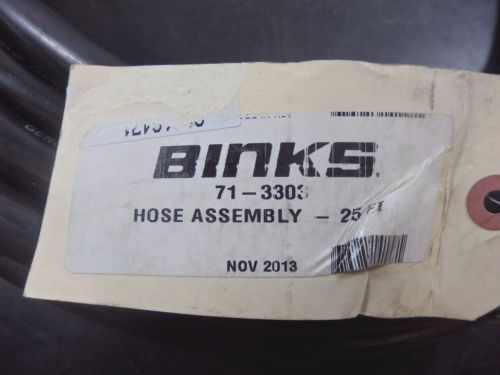 BINKS
71-3303
HOSE ASSEMBLY - 25 FT
NOV 2013